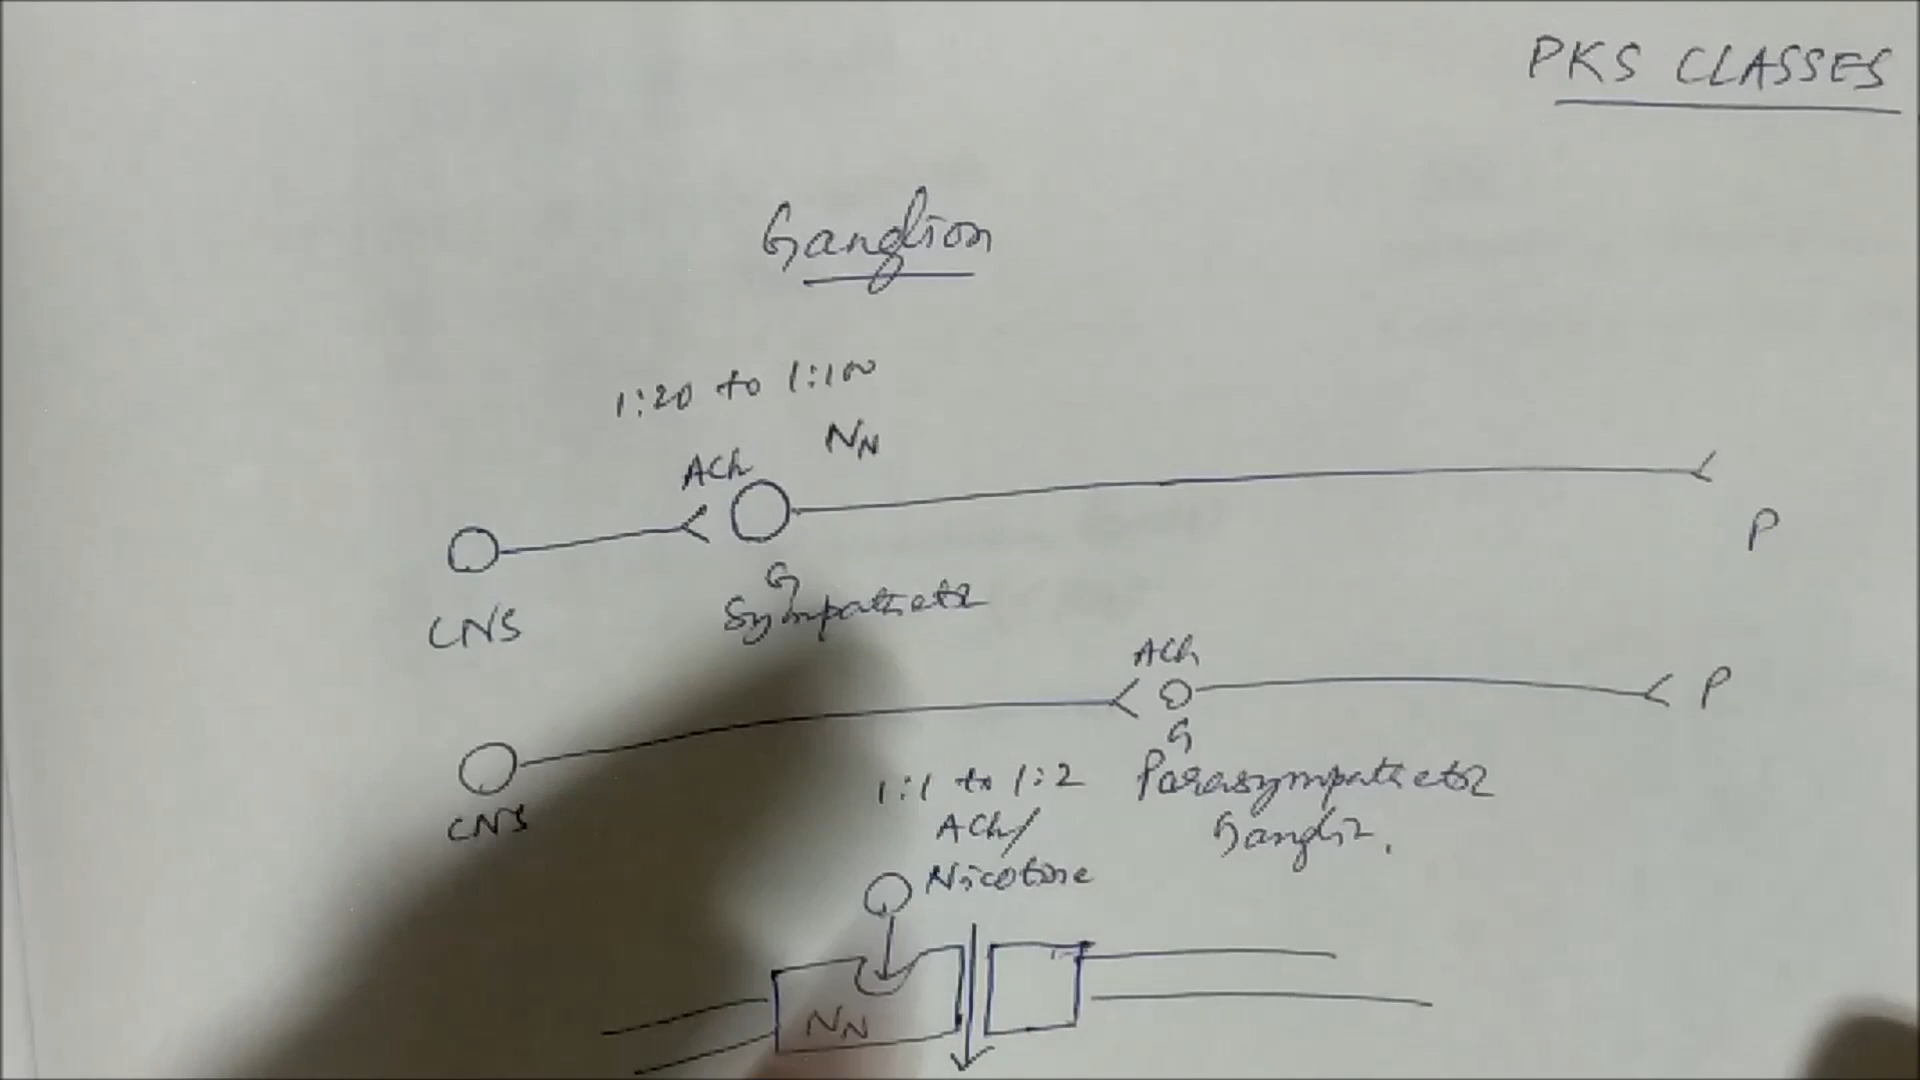 PKS CLASSES
Ganglion
1:20 to 1:100
NN
ACh
P
G
Sympathetic
CNS
ACh
P
G
1:1 to 1:2
Parasympathetic
CNS
ACh/
Ganglia.
Nicotine
NN